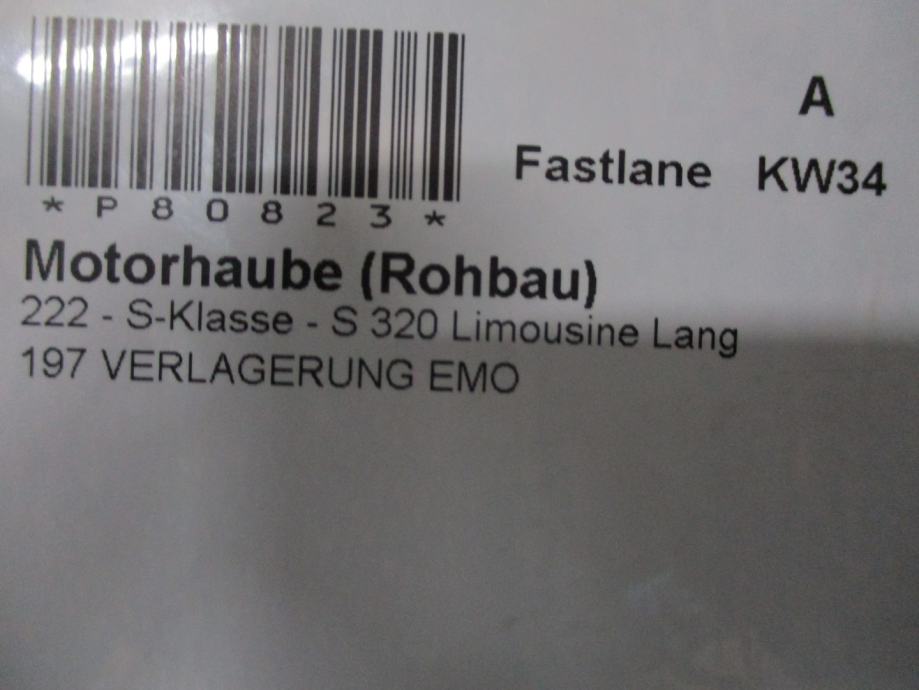 A
Fastlane KW34
*P80823*
Motorhaube (Rohbau)
222 - S-Klasse - S 320 Limousine Lang
197 VERLAGERUNG EMO